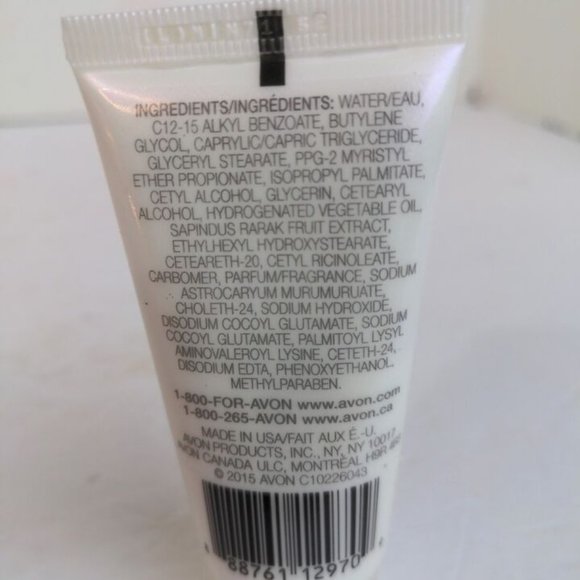 INGREDIENTS/INGRÉDIENTS: WATER/EAU,
C12-15 ALKYL BENZOATE, BUTYLENE
GLYCOL, CAPRYLIC/CAPRIC TRIGLYCERIDE,
GLYCERYL STEARATE, PPG-2 MYRISTYL
ETHER PROPIONATE, ISOPROPYL PALMITATE,
CETYL ALCOHOL, GLYCERIN, CETEARYL
ALCOHOL, HYDROGENATED VEGETABLE OIL,
SAPINDUS RARAK FRUIT EXTRACT,
ETHYLHEXYL HYDROXYSTEARATE,
CETEARETH-20, CETYL RICINOLEATE,
CARBOMER, PARFUM/FRAGRANCE, SODIUM
ASTROCARYUM MURUMURUATE,
CHOLETH-24, SODIUM HYDROXIDE,
DISODIUM COCOYL GLUTAMATE, SODIUM
COCOYL GLUTAMATE, PALMITOYL LYSYL
AMINOVALEROYL LYSINE, CETETH-24,
DISODIUM EDTA, PHENOXYETHANOL.
METHYLPARABEN.
1-800-FOR-AVON www.avon.com
1-800-265-AVON www.avon.ca
MADE IN USA/FAIT AUX É.-U.
AVON PRODUCTS, INC., NY, NY 10017
AVON CANADA ULC, MONTRÉAL H9R
© 2015 AVON C10226043
88761 12970